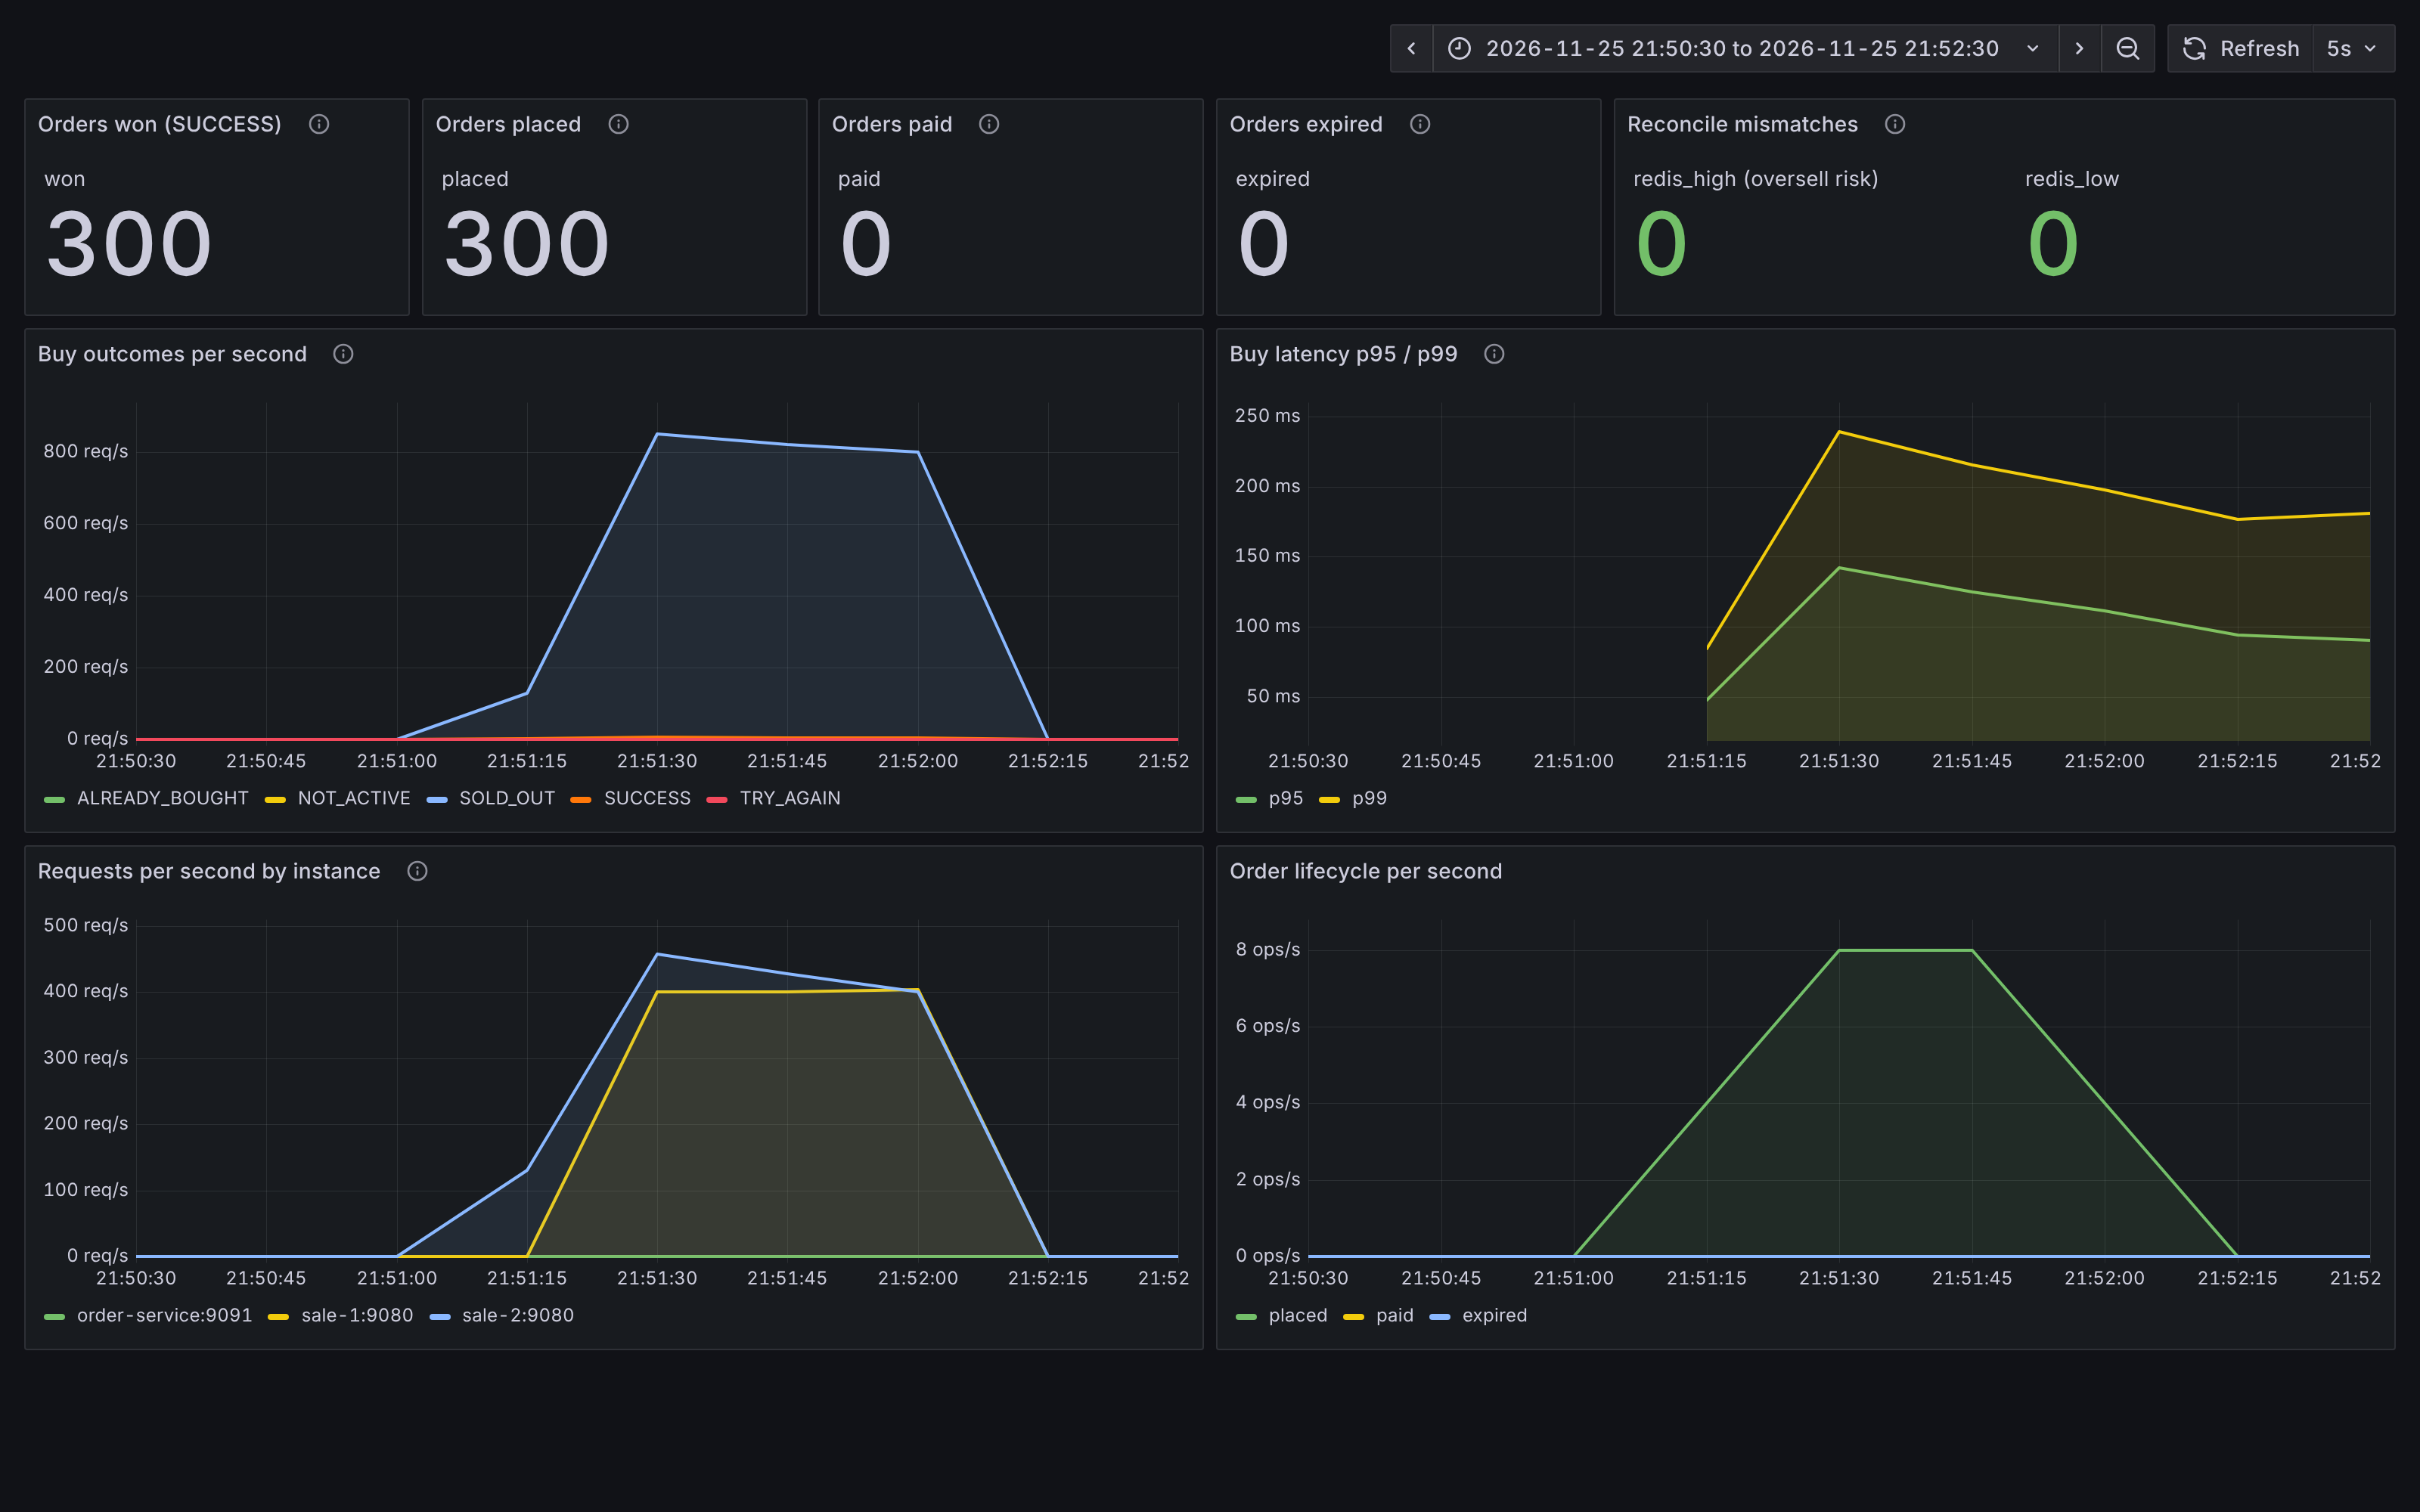 2026-11-25 21:50:30 to 2026-11-25 21:52:30
Refresh
5s
Orders won (SUCCESS)
won
300
Orders placed
placed
300
Orders paid
paid
0
Orders expired
expired
0
Reconcile mismatches
redis_high (oversell risk)
0
redis_low
0
Buy outcomes per second
800 req/s
600 req/s
400 req/s
200 req/s
0 req/s
21:50:30 21:50:45 21:51:00 21:51:15 21:51:30 21:51:45 21:52:00 21:52:15 21:52
ALREADY_BOUGHT NOT_ACTIVE SOLD_OUT SUCCESS TRY_AGAIN
Buy latency p95 / p99
250 ms
200 ms
150 ms
100 ms
50 ms
21:50:30 21:50:45 21:51:00 21:51:15 21:51:30 21:51:45 21:52:00 21:52:15 21:52
p95 p99
Requests per second by instance
500 req/s
400 req/s
300 req/s
200 req/s
100 req/s
0 req/s
21:50:30 21:50:45 21:51:00 21:51:15 21:51:30 21:51:45 21:52:00 21:52:15 21:52
order-service:9091 sale-1:9080 sale-2:9080
Order lifecycle per second
8 ops/s
6 ops/s
4 ops/s
2 ops/s
0 ops/s
21:50:30 21:50:45 21:51:00 21:51:15 21:51:30 21:51:45 21:52:00 21:52:15 21:52
placed paid expired